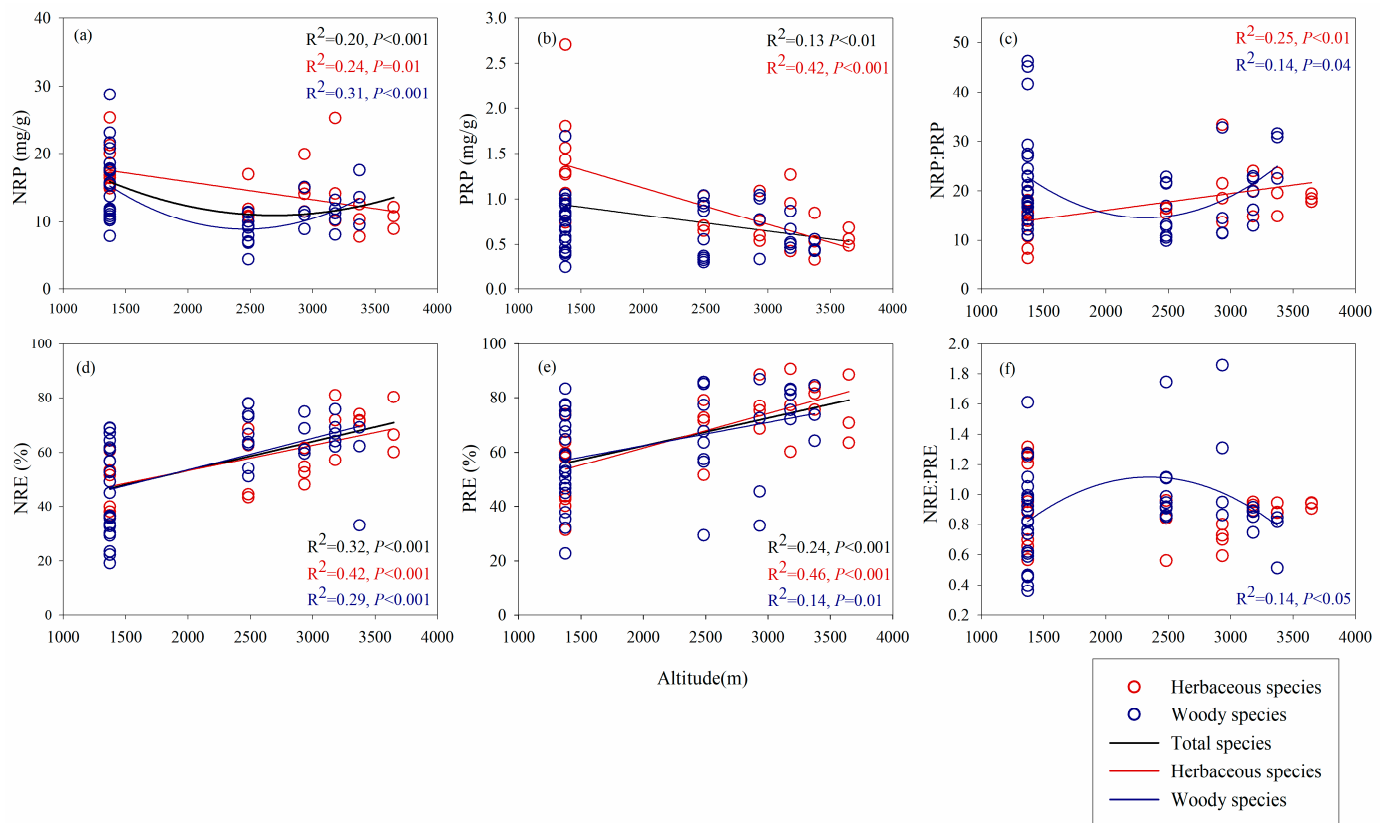 (a)
R2=0.20, P<0.001
R2=0.24, P=0.01
R2=0.31, P<0.001
NRP (mg/g)
40
30
20
10
0
1000 1500 2000 2500 3000 3500 4000
(b)
R2=0.13 P<0.01
R2=0.42, P<0.001
PRP (mg/g)
3.0
2.5
2.0
1.5
1.0
0.5
0.0
1000 1500 2000 2500 3000 3500 4000
(c)
R2=0.25, P<0.01
R2=0.14, P=0.04
NRP:PRP
50
40
30
20
10
0
1000 1500 2000 2500 3000 3500 4000
(d)
NRE (%)
100
80
60
40
20
0
R2=0.32, P<0.001
R2=0.42, P<0.001
R2=0.29, P<0.001
1000 1500 2000 2500 3000 3500 4000
(e)
PRE (%)
100
80
60
40
20
0
R2=0.24, P<0.001
R2=0.46, P<0.001
R2=0.14, P=0.01
1000 1500 2000 2500 3000 3500 4000
(f)
NRE:PRE
2.0
1.8
1.6
1.4
1.2
1.0
0.8
0.6
0.4
0.2
R2=0.14, P<0.05
1000 1500 2000 2500 3000 3500 4000
Altitude(m)
Herbaceous species
Woody species
Total species
Herbaceous species
Woody species